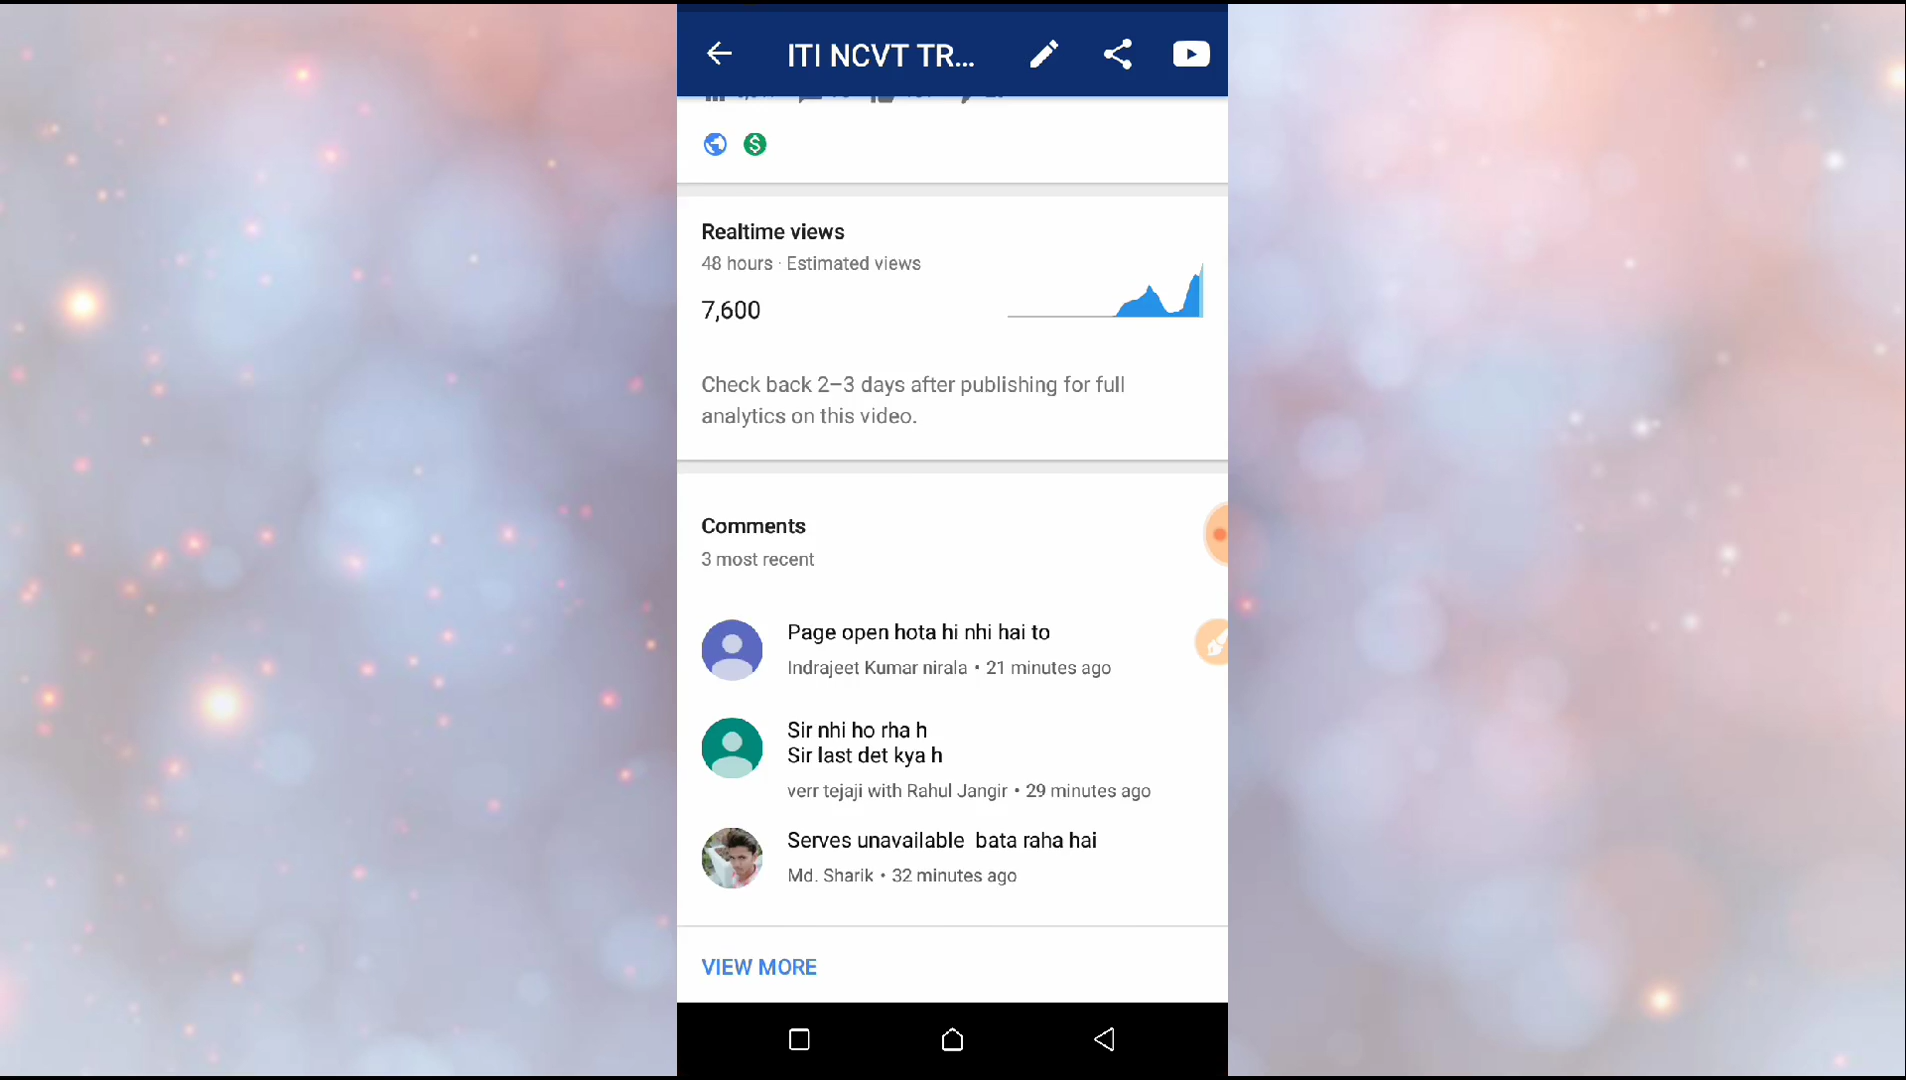 ITI NCVT TR...
Realtime views
48 hours · Estimated views
7,600
Check back 2–3 days after publishing for full
analytics on this video.
Comments
3 most recent
Page open hota hi nhi hai to
Indrajeet Kumar nirala • 21 minutes ago
Sir nhi ho rha h
Sir last det kya h
verr tejaji with Rahul Jangir • 29 minutes ago
Serves unavailable bata raha hai
Md. Sharik • 32 minutes ago
VIEW MORE